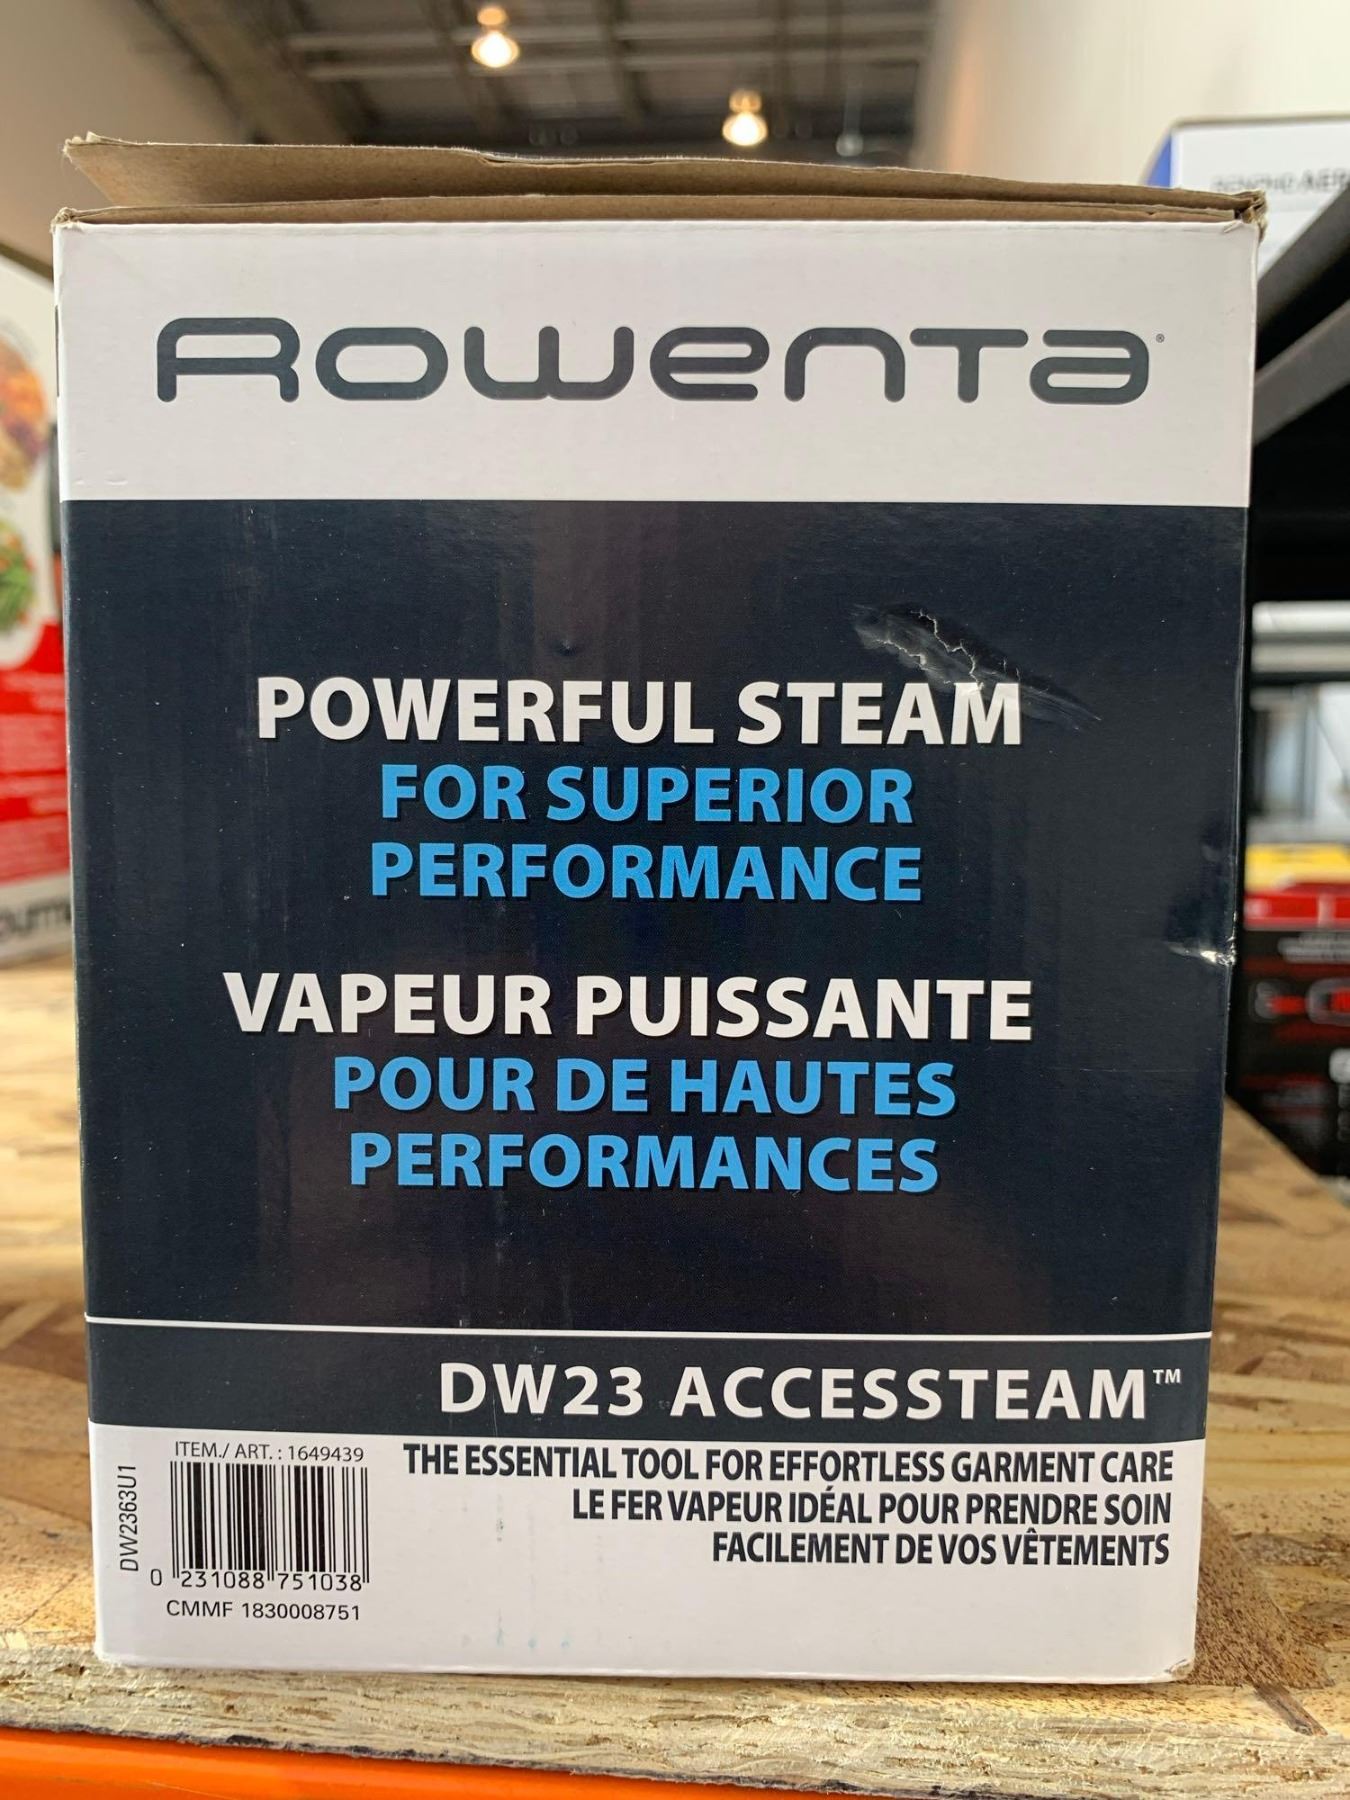 ROWENTA®
POWERFUL STEAM
FOR SUPERIOR
PERFORMANCE
VAPEUR PUISSANTE
POUR DE HAUTES
PERFORMANCES
DW23 ACCESSTEAM™
THE ESSENTIAL TOOL FOR EFFORTLESS GARMENT CARE
LE FER VAPEUR IDÉAL POUR PRENDRE SOIN
FACILEMENT DE VOS VÊTEMENTS
ITEM./ ART. : 1649439
DW2363U1
0 231088 751038
CMMF 1830008751